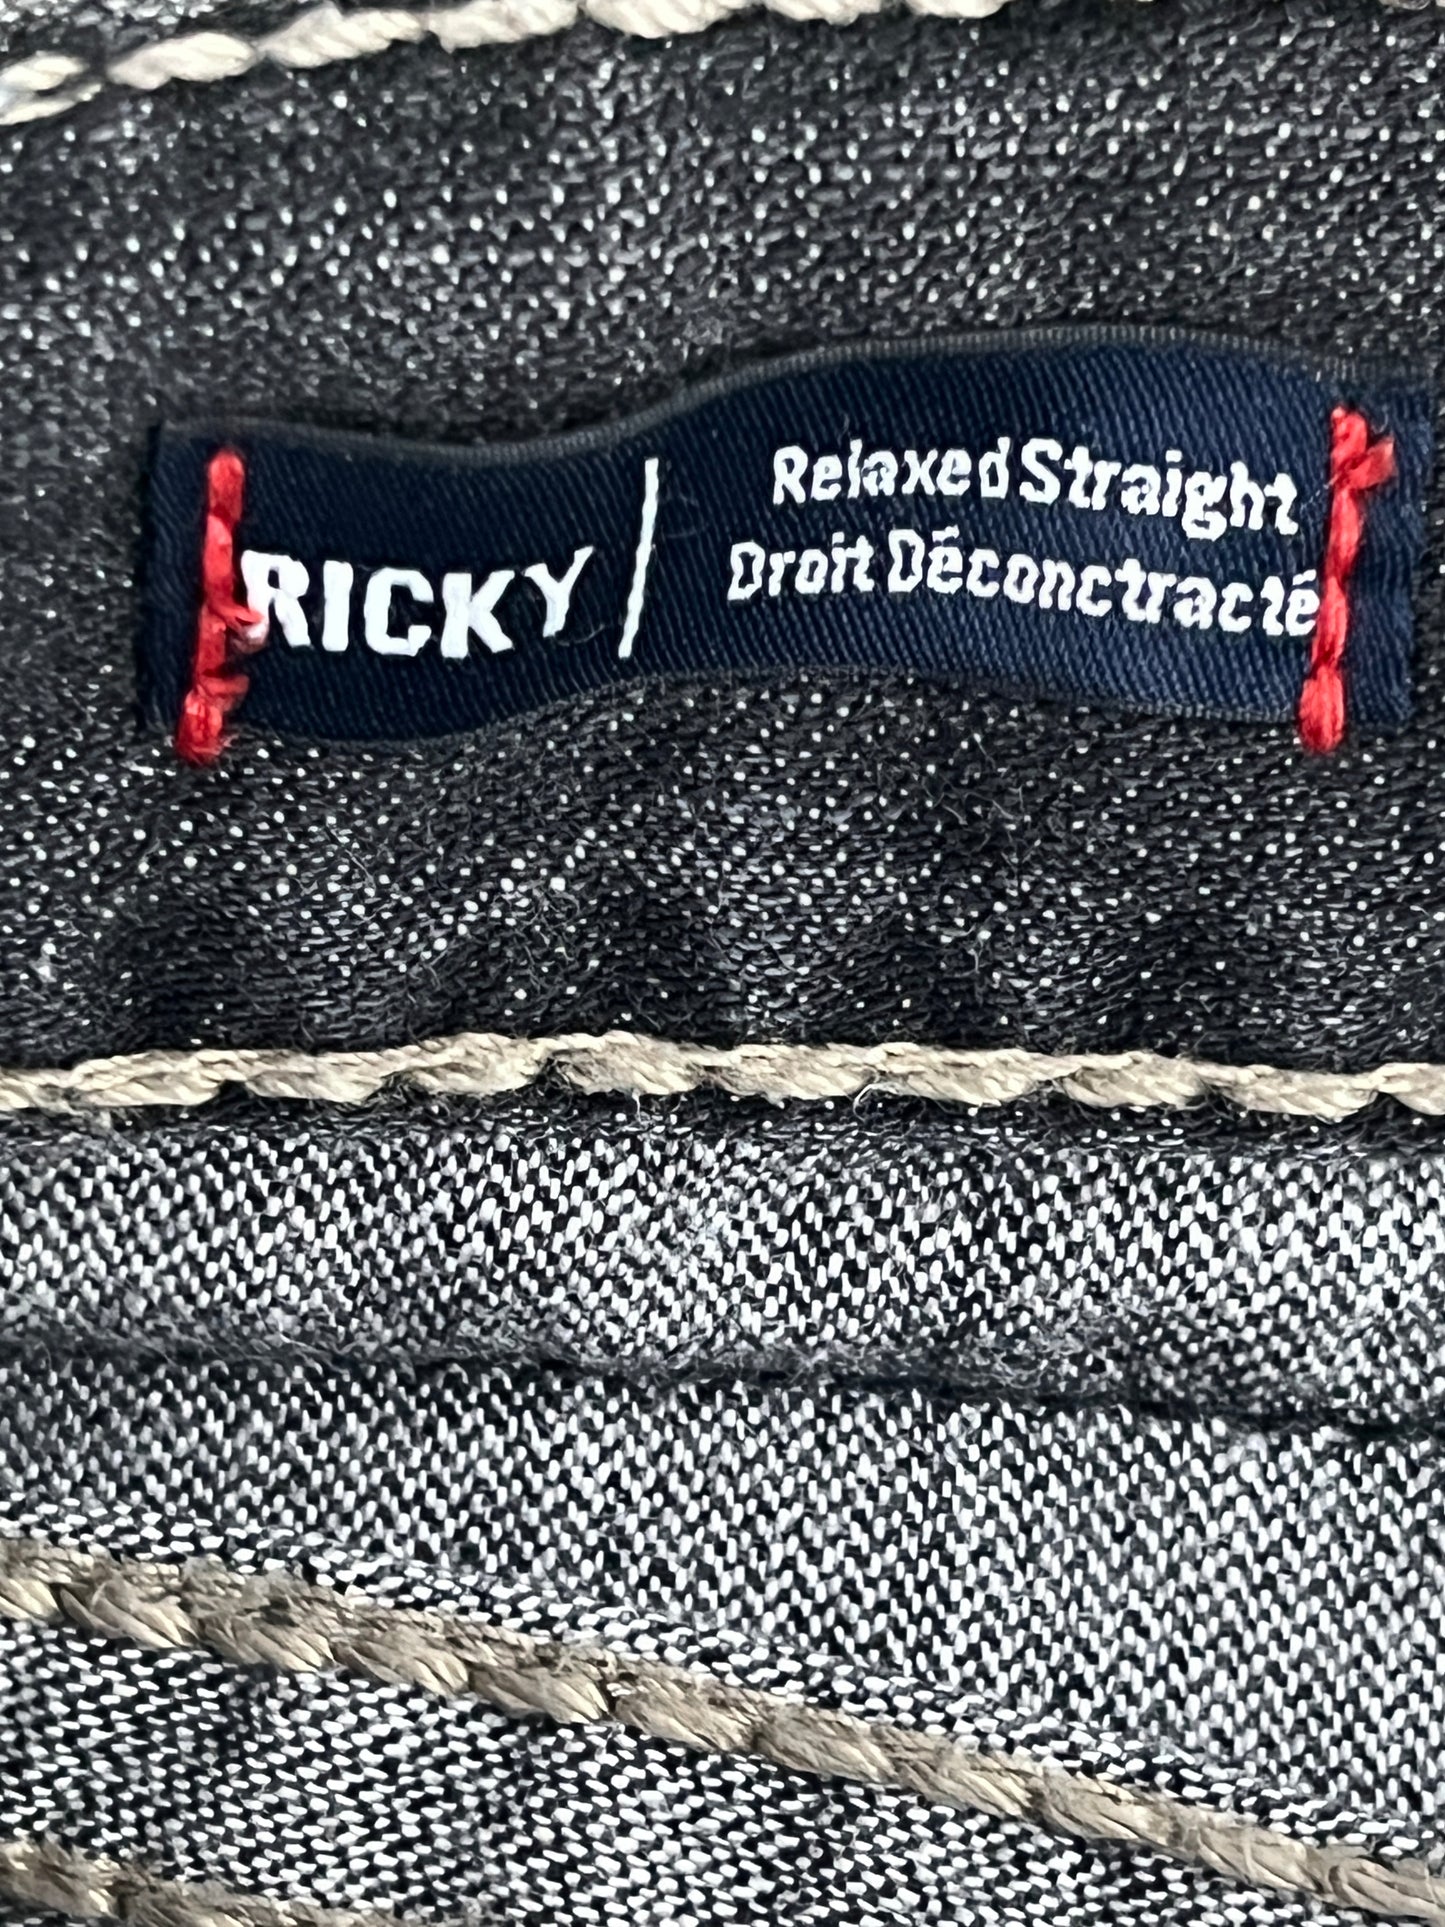 RICKY
Relaxed Straight
Droit Déconctracté